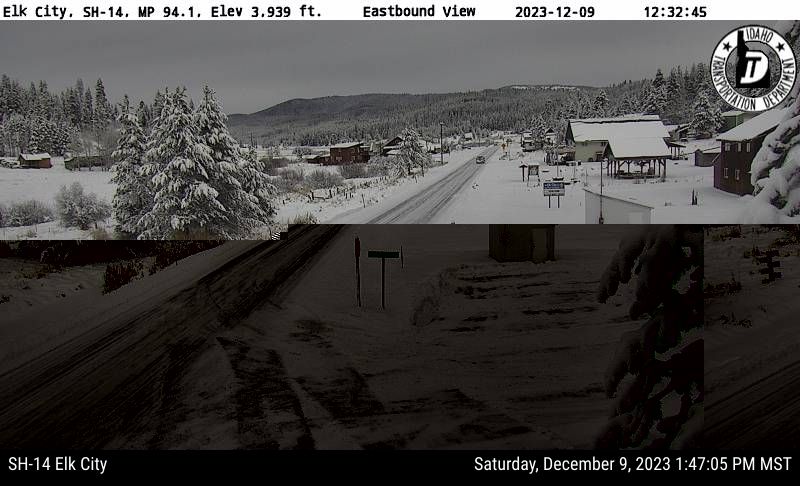 Elk City, SH-14, MP 94.1, Elev 3,939 ft. Eastbound View 2023-12-09 12:32:45
IDAHO
TRANSPORTATION DEPARTMENT
SH-14 Elk City Saturday, December 9, 2023 1:47:05 PM MST